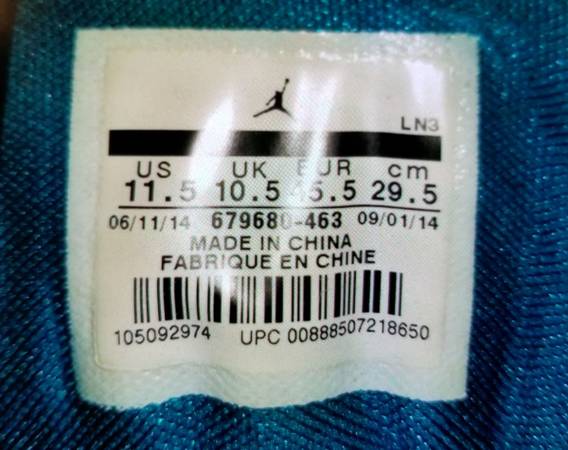 LN3
US UK EUR cm
11.5 10.5 45.5 29.5
06/11/14 679680-463 09/01/14
MADE IN CHINA
FABRIQUE EN CHINE
105092974 UPC 00888507218650